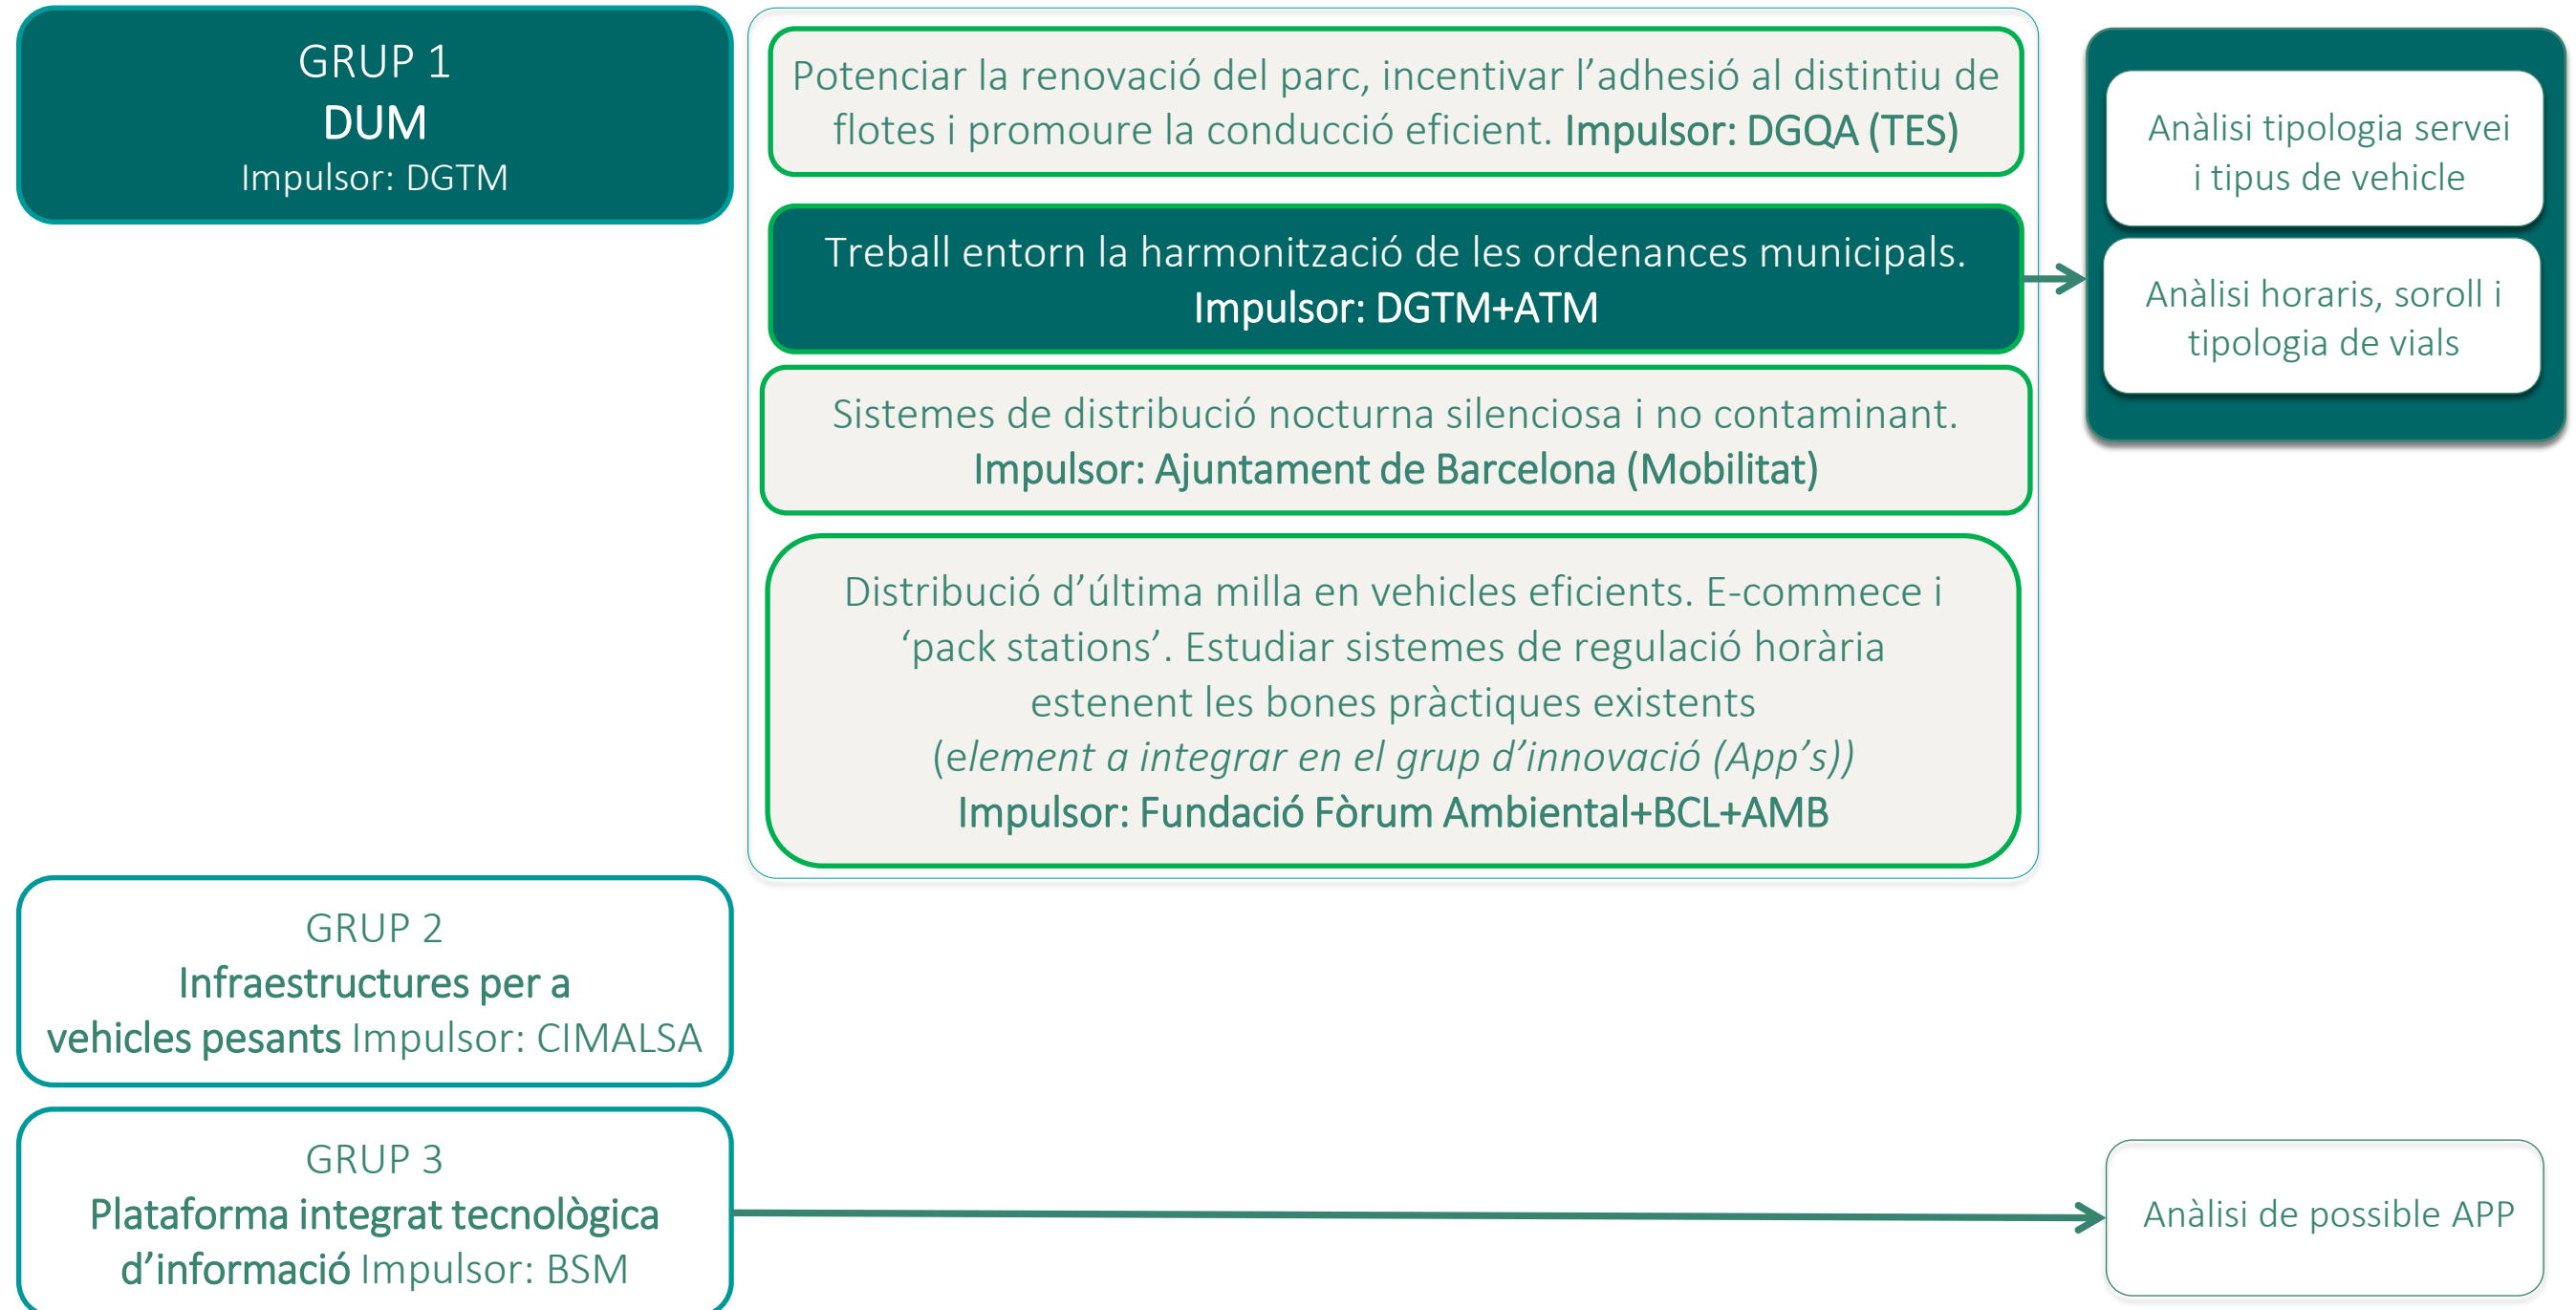 GRUP 1
DUM
Impulsor: DGTM
Potenciar la renovació del parc, incentivar l’adhesió al distintiu de
flotes i promoure la conducció eficient. Impulsor: DGQA (TES)
Treball entorn la harmonització de les ordenances municipals.
Impulsor: DGTM+ATM
Sistemes de distribució nocturna silenciosa i no contaminant.
Impulsor: Ajuntament de Barcelona (Mobilitat)
Distribució d’última milla en vehicles eficients. E-commece i
‘pack stations’. Estudiar sistemes de regulació horària
estenent les bones pràctiques existents
(element a integrar en el grup d’innovació (App’s))
Impulsor: Fundació Fòrum Ambiental+BCL+AMB
Anàlisi tipologia servei
i tipus de vehicle
Anàlisi horaris, soroll i
tipologia de vials
GRUP 2
Infraestructures per a
vehicles pesants Impulsor: CIMALSA
GRUP 3
Plataforma integrat tecnològica
d’informació Impulsor: BSM
Anàlisi de possible APP